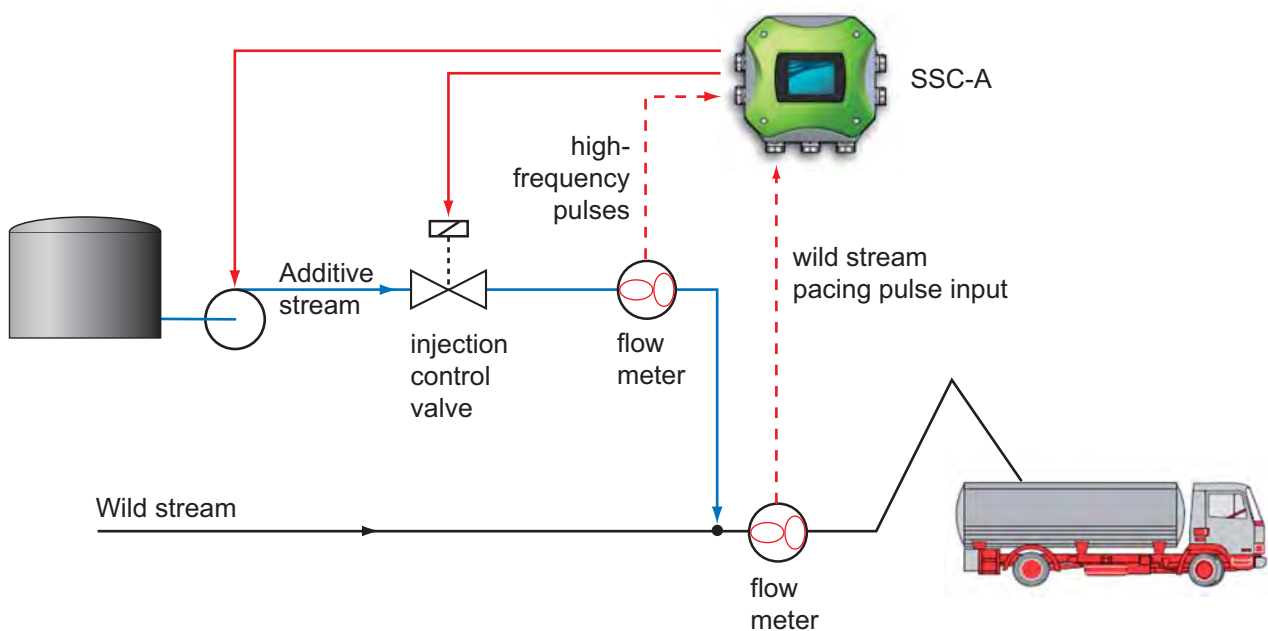 SSC-A
high-
frequency
pulses
wild stream
pacing pulse input
Additive
stream
injection
control
valve
flow
meter
Wild stream
flow
meter